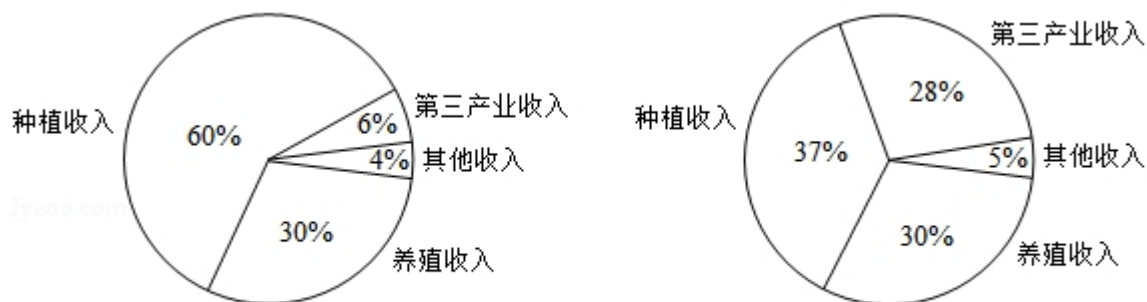 种植收入
60%
第三产业收入
6%
4%
其他收入
30%
养殖收入
第三产业收入
28%
种植收入
37%
5%
其他收入
30%
养殖收入
Jyeoo.com